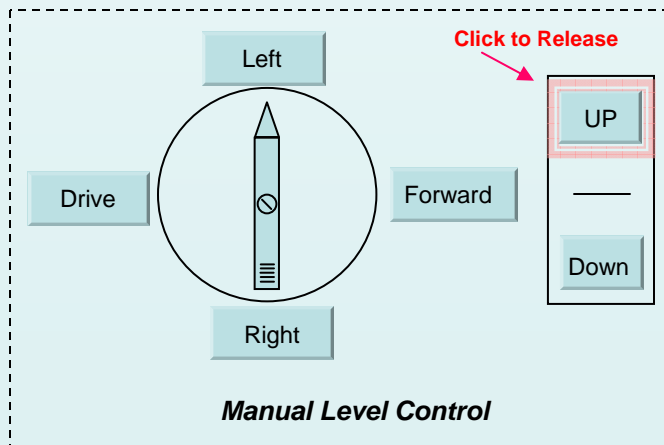 Click to Release
Left
UP
Drive
Forward
Down
Right
Manual Level Control